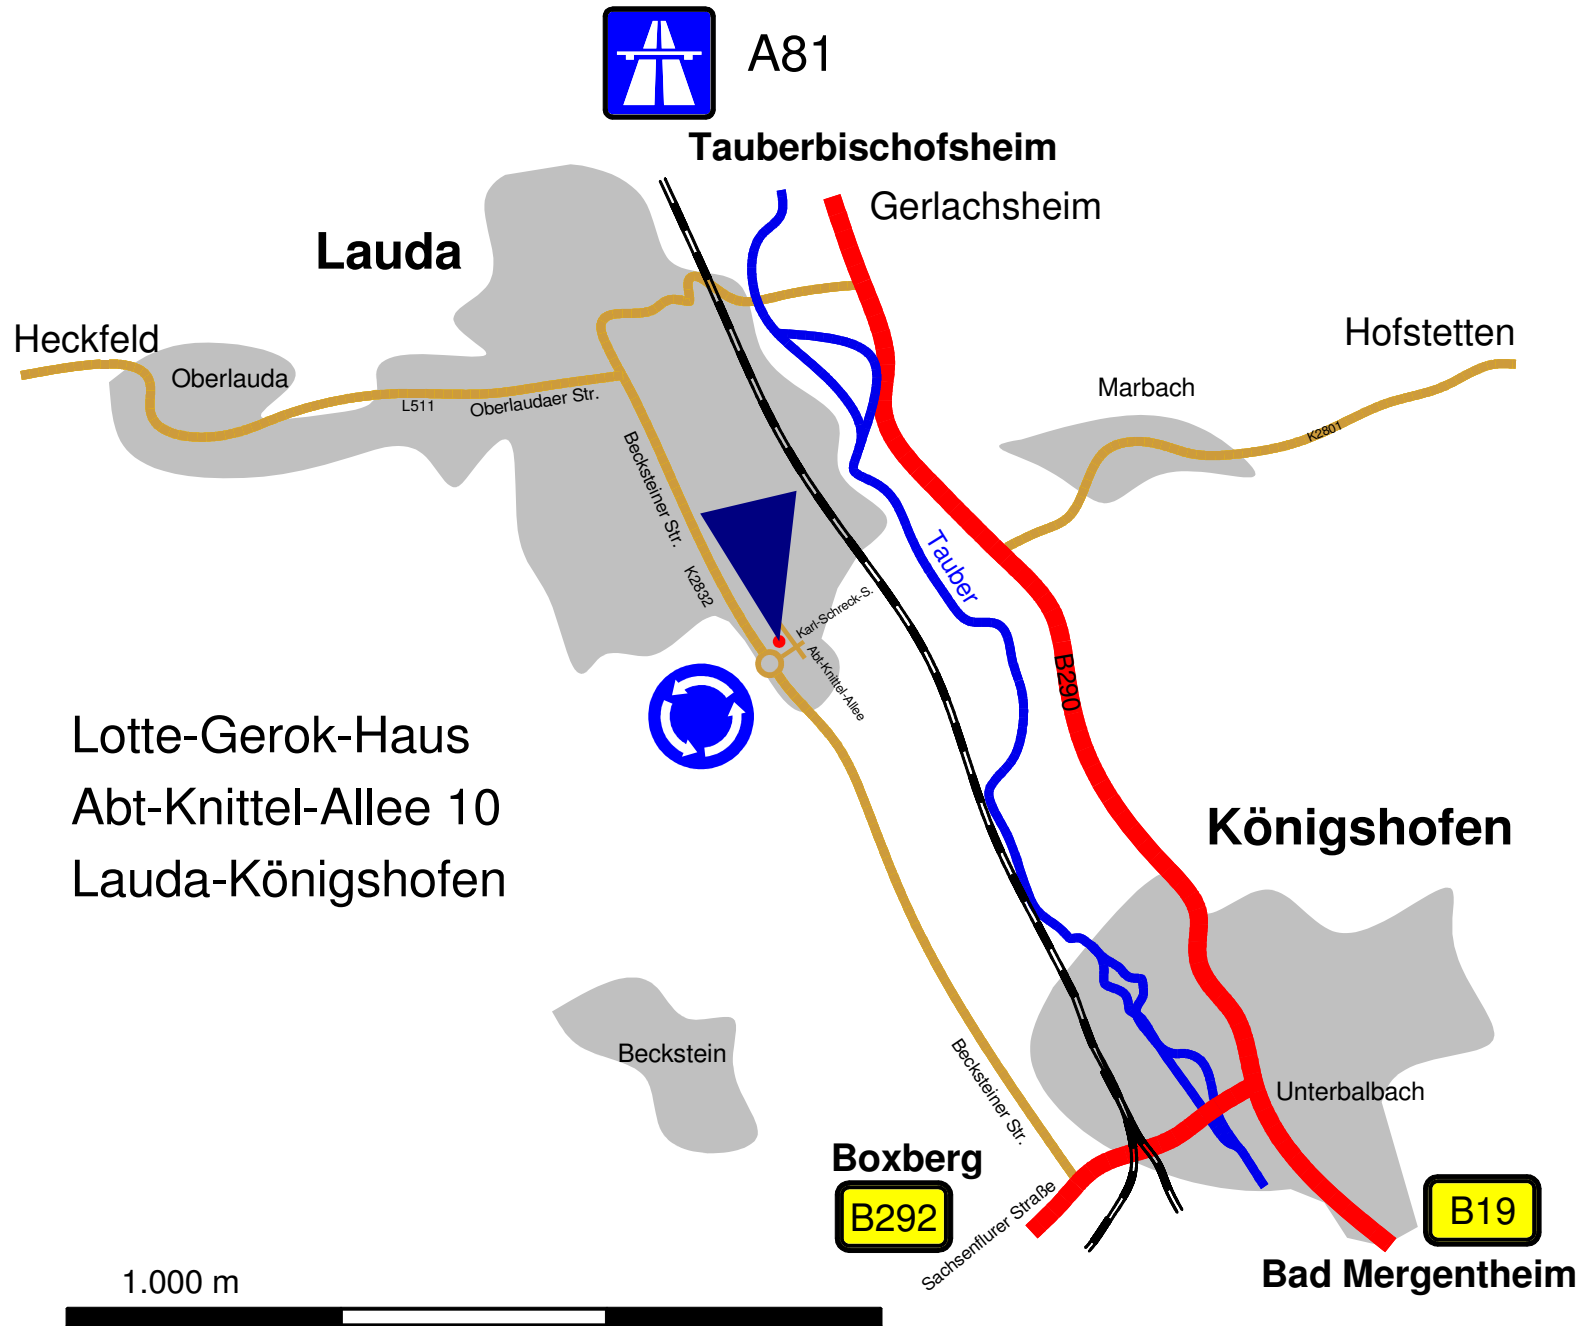 A81
Tauberbischofsheim
Gerlachsheim
Lauda
Heckfeld
Hofstetten
Oberlauda
Marbach
L511
Oberlaudaer Str.
K2801
Becksteiner Str.
K2832
Tauber
Karl-Schreck-S.
Abt-Knittel-Allee
B290
Lotte-Gerok-Haus
Abt-Knittel-Allee 10
Lauda-Königshofen
Königshofen
Beckstein
Becksteiner Str.
Unterbalbach
Boxberg
B292
Sachsenflurer Straße
B19
Bad Mergentheim
1.000 m